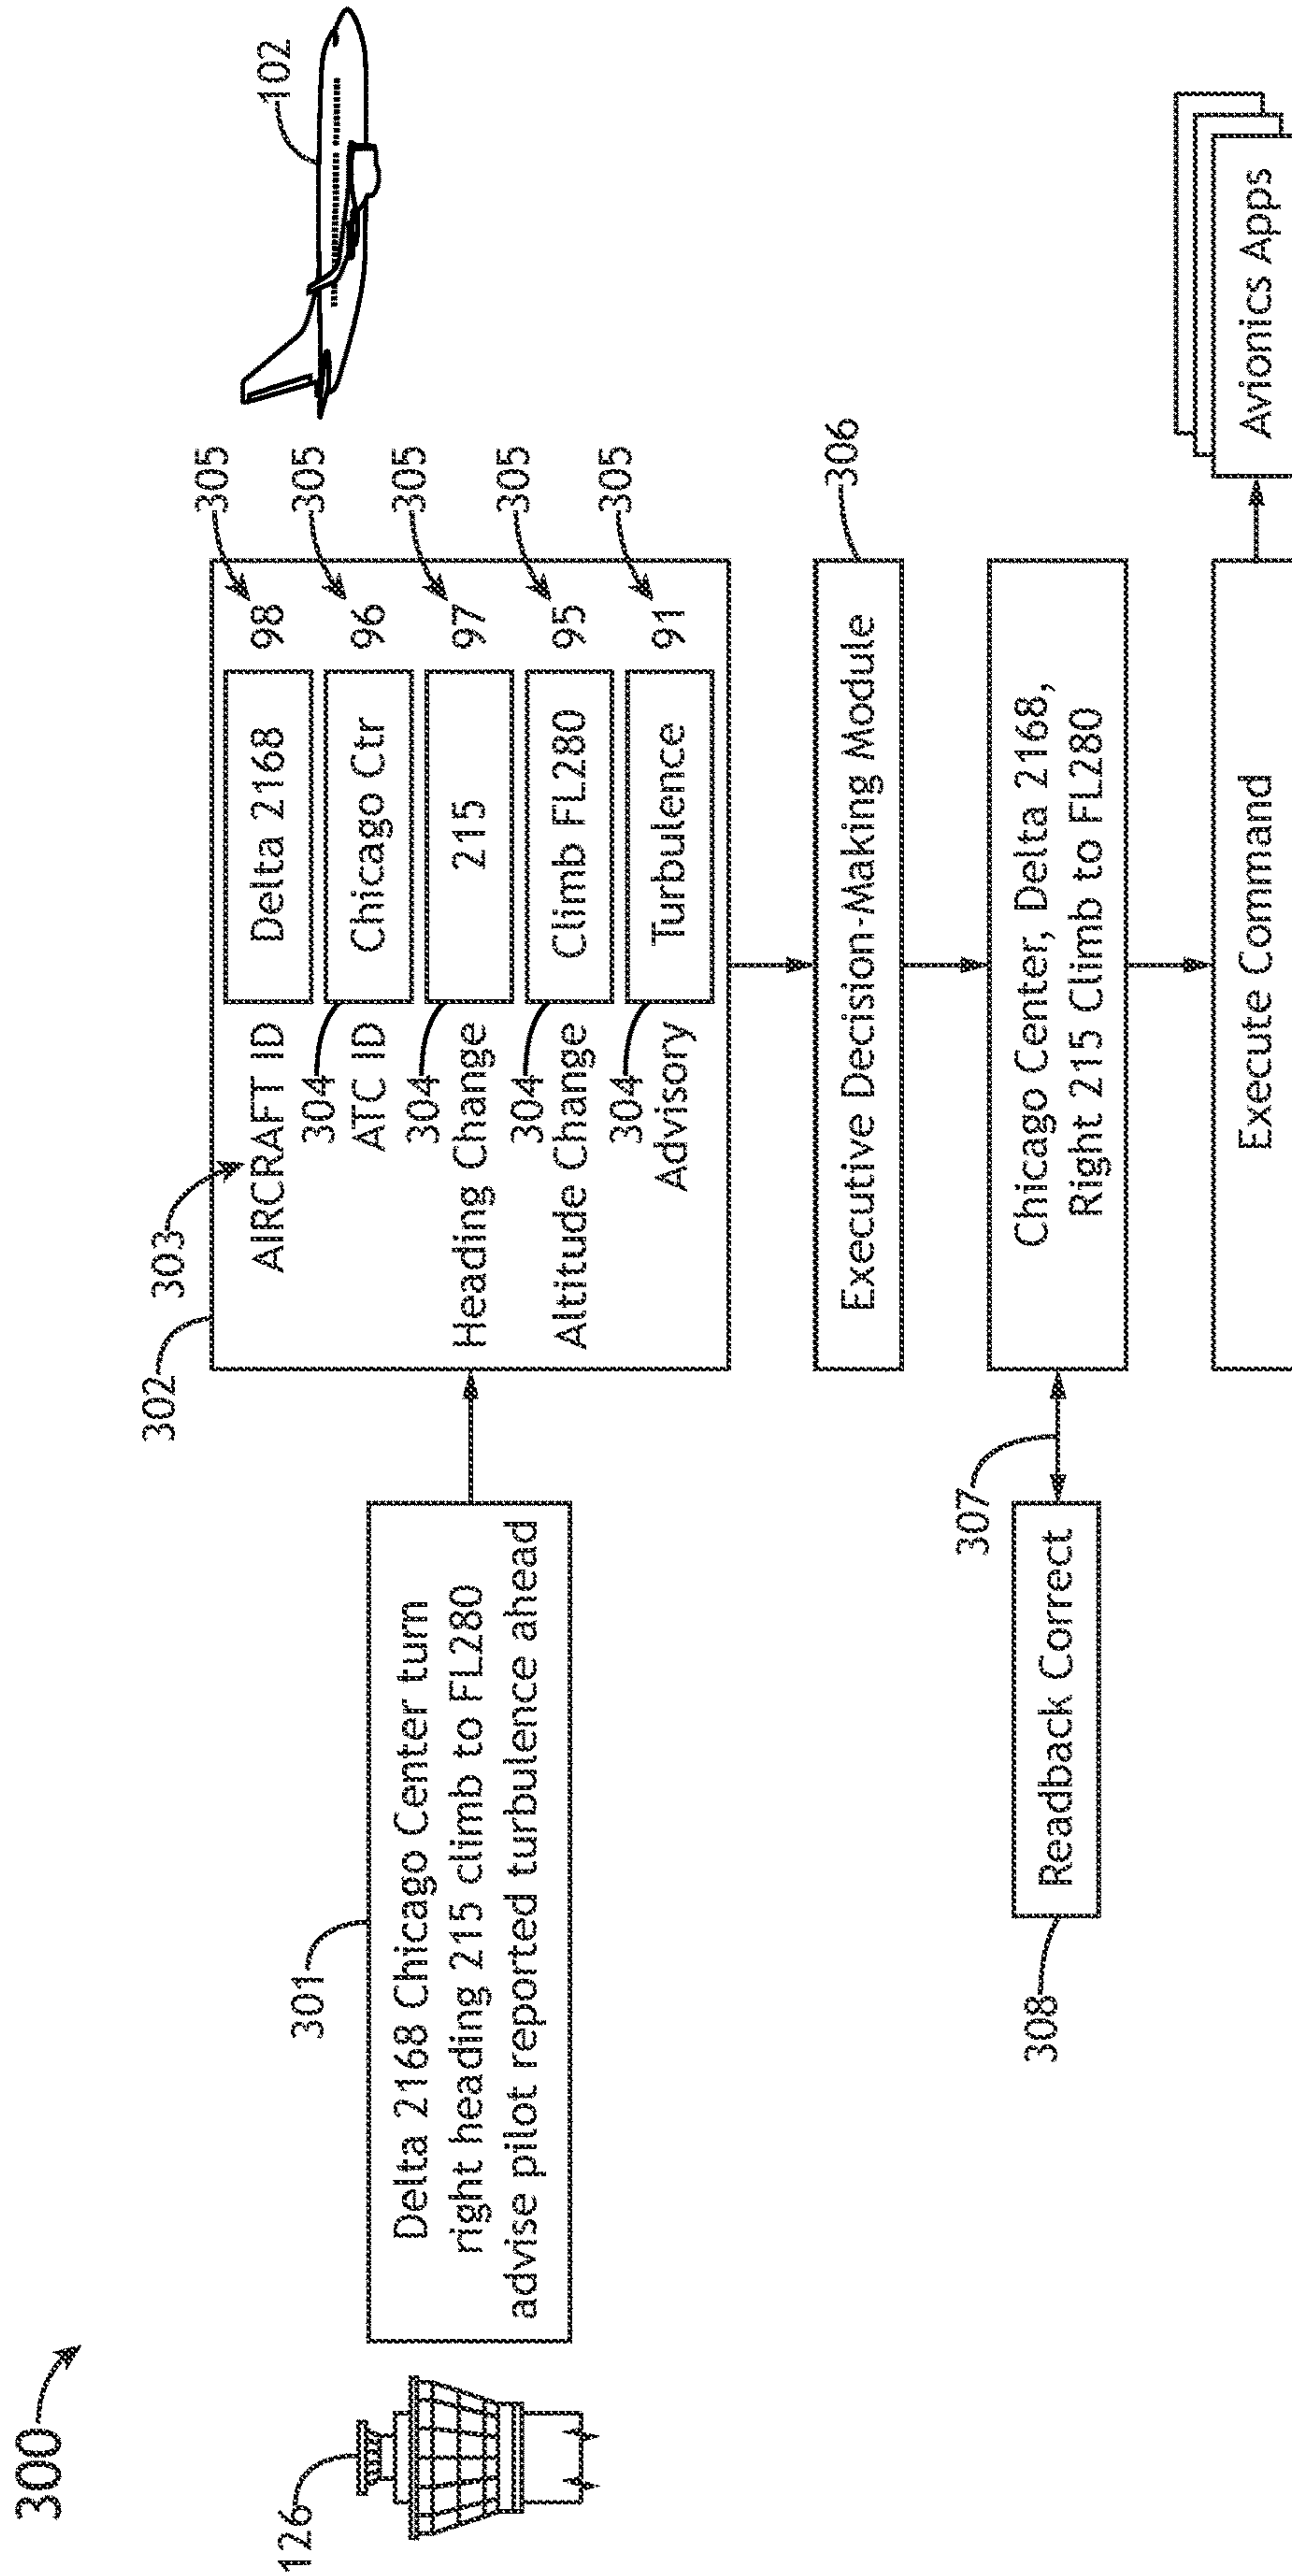 300
126
301
Delta 2168 Chicago Center turn
right heading 215 climb to FL280
advise pilot reported turbulence ahead
302
303
AIRCRAFT ID
Delta 2168
98
305
304
ATC ID
Chicago Ctr
96
305
304
Heading Change
215
97
305
304
Altitude Change
Climb FL280
95
305
304
Advisory
Turbulence
91
305
102
Executive Decision-Making Module
306
308
Readback Correct
307
Chicago Center, Delta 2168,
Right 215 Climb to FL280
Execute Command
Avionics Apps